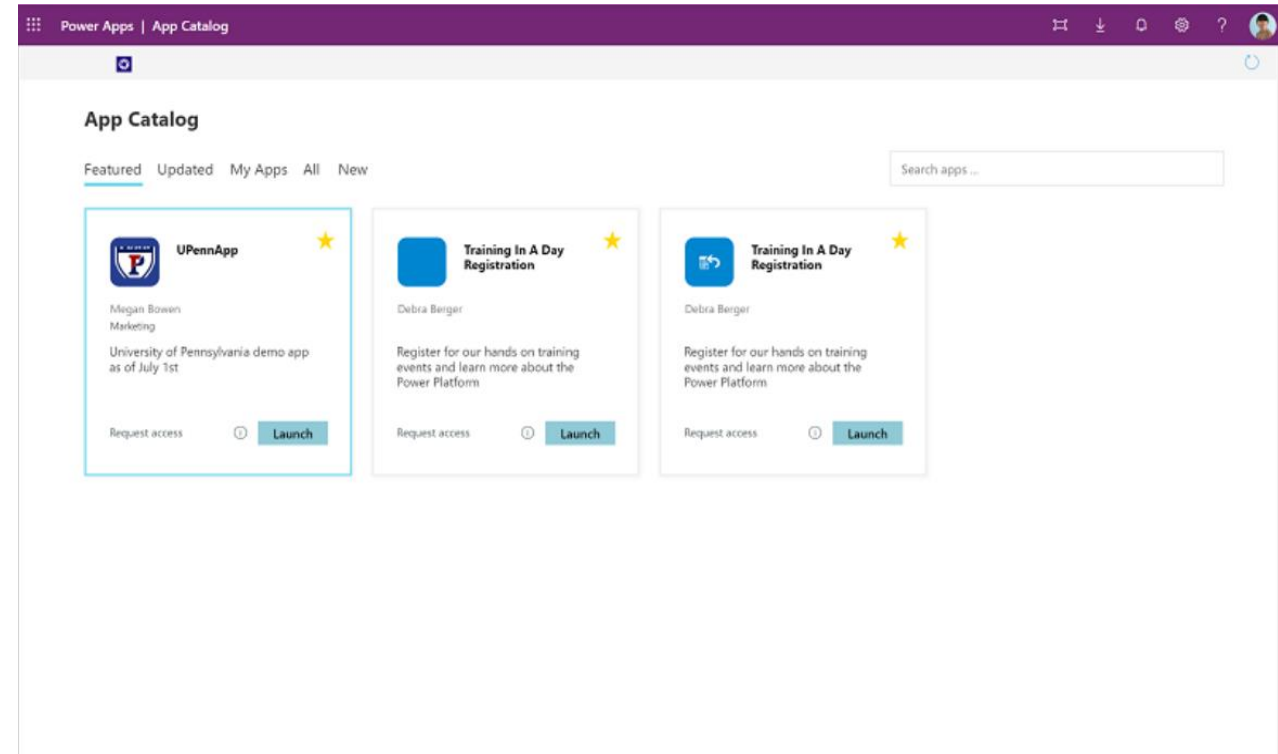 Power Apps | App Catalog
?
App Catalog
Featured Updated My Apps All New
Search apps ...
UPennApp
Megan Bowen
Marketing
University of Pennsylvania demo app
as of July 1st
Request access
Launch
Training In A Day
Registration
Debra Berger
Register for our hands on training
events and learn more about the
Power Platform
Request access
Launch
Training In A Day
Registration
Debra Berger
Register for our hands on training
events and learn more about the
Power Platform
Request access
Launch